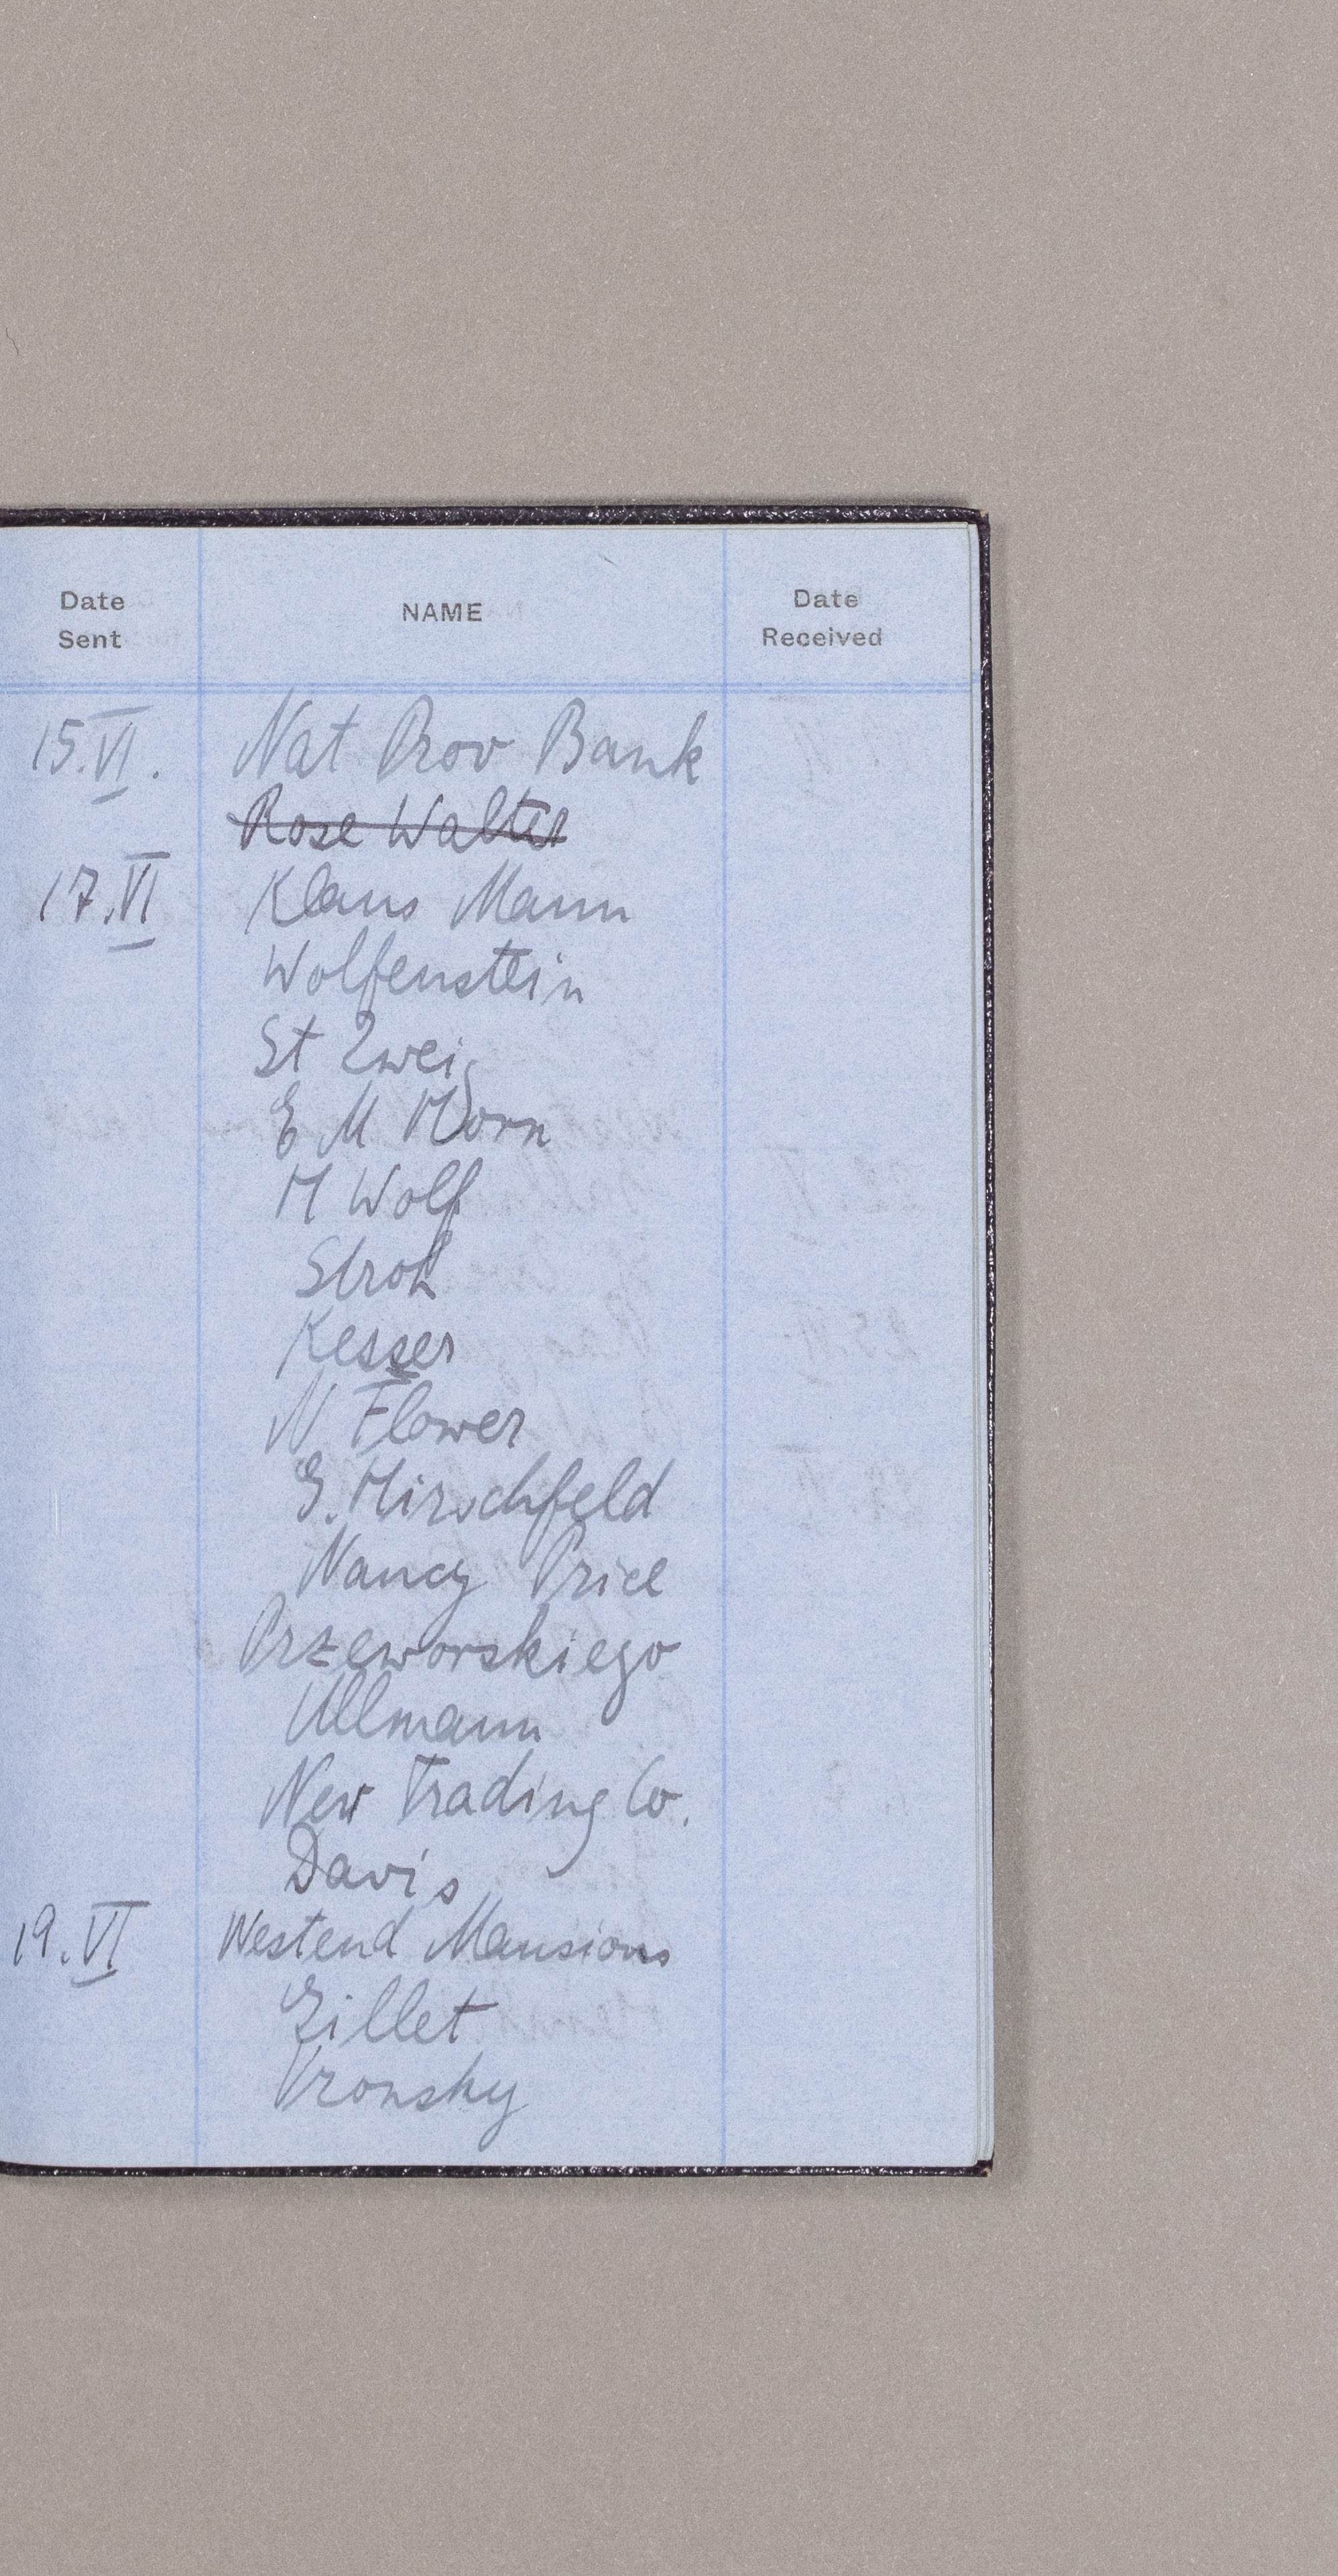 Date Sent NAME Date Received
15.VI. Nat Prov Bank
Rose Walter
17.VI Klaus Mann
Wolfenstein
St Zweig
E M Horn
H Wolf
Stroh
Kesser
N Flower
G. Hirschfeld
Nancy Price
Przeworskiego
Ullmann
New Trading Co.
Davis
19.VI Westend Mansions
Gillet
Vronsky